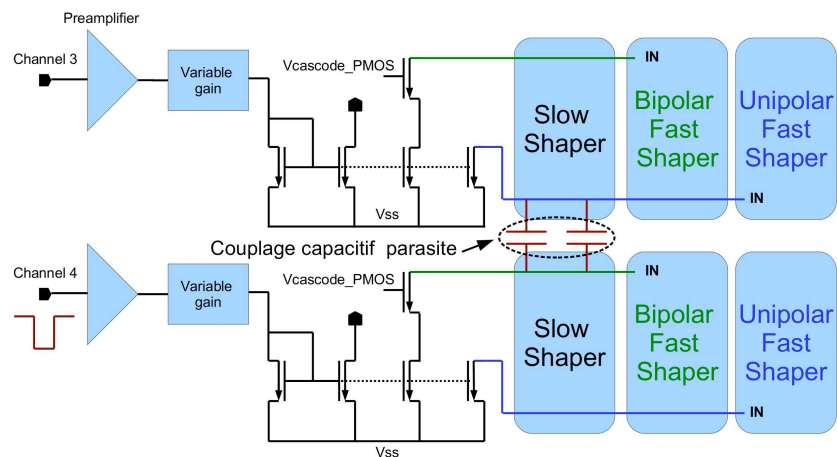 Preamplifier
Channel 3
Variable
gain
Vcascode_PMOS
Vss
Slow
Shaper
IN
Bipolar
Fast
Shaper
Unipolar
Fast
Shaper
IN
Couplage capacitif parasite
Channel 4
Variable
gain
Vcascode_PMOS
Vss
Slow
Shaper
IN
Bipolar
Fast
Shaper
Unipolar
Fast
Shaper
IN